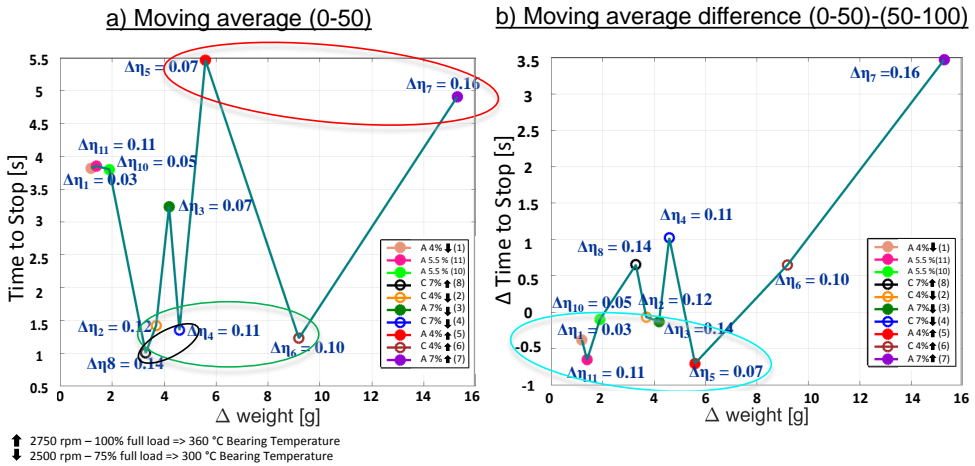 a) Moving average (0-50)
5.5
5
4.5
4
3.5
3
2.5
2
1.5
1
0.5
0
2
4
6
8
10
12
14
16
Time to Stop [s]
Δ weight [g]
Δη5 = 0.07
Δη7 = 0.16
Δη11 = 0.11
Δη10 = 0.05
Δη1 = 0.03
Δη3 = 0.07
Δη2 = 0.12
Δη4 = 0.11
Δη8 = 0.14
Δη6 = 0.10
A 4% ⬇ (1)
A 5.5 % (11)
A 5.5 % (10)
C 7% ⬆ (8)
C 4% ⬇ (2)
A 7% ⬇ (3)
C 7% ⬇ (4)
A 4% ⬆ (5)
C 4% ⬆ (6)
A 7% ⬆ (7)
b) Moving average difference (0-50)-(50-100)
3.5
3
2.5
2
1.5
1
0.5
0
-0.5
-1
0
2
4
6
8
10
12
14
16
Δ Time to Stop [s]
Δ weight [g]
Δη7 =0.16
Δη4 = 0.11
Δη8 = 0.14
Δη6 = 0.10
Δη10 = 0.05
Δη2 = 0.12
Δη1 = 0.03
Δη3 = 0.14
Δη11 = 0.11
Δη5 = 0.07
A 4% ⬇ (1)
A 5.5 % (11)
A 5.5 % (10)
C 7% ⬆ (8)
C 4% ⬇ (2)
A 7% ⬇ (3)
C 7% ⬇ (4)
A 4% ⬆ (5)
C 4% ⬆ (6)
A 7% ⬆ (7)
⬆ 2750 rpm – 100% full load => 360 °C Bearing Temperature
⬇ 2500 rpm – 75% full load => 300 °C Bearing Temperature